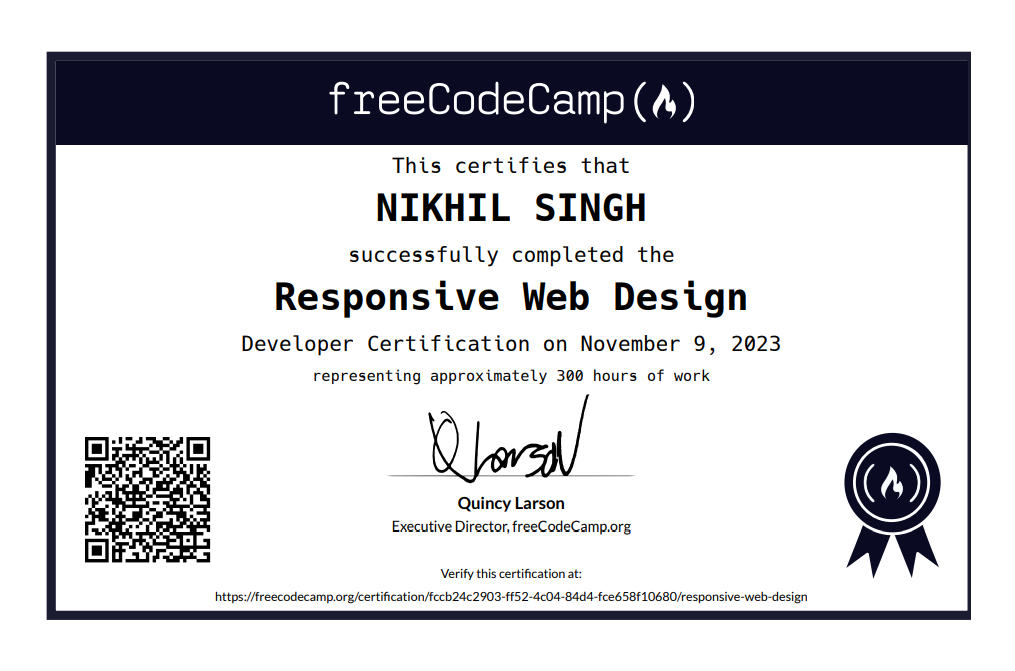 freeCodeCamp
This certifies that
NIKHIL SINGH
successfully completed the
Responsive Web Design
Developer Certification on November 9, 2023
representing approximately 300 hours of work
Q Larson
Quincy Larson
Executive Director, freeCodeCamp.org
Verify this certification at:
https://freecodecamp.org/certification/fccb24c2903-ff52-4c04-84d4-fce658f10680/responsive-web-design